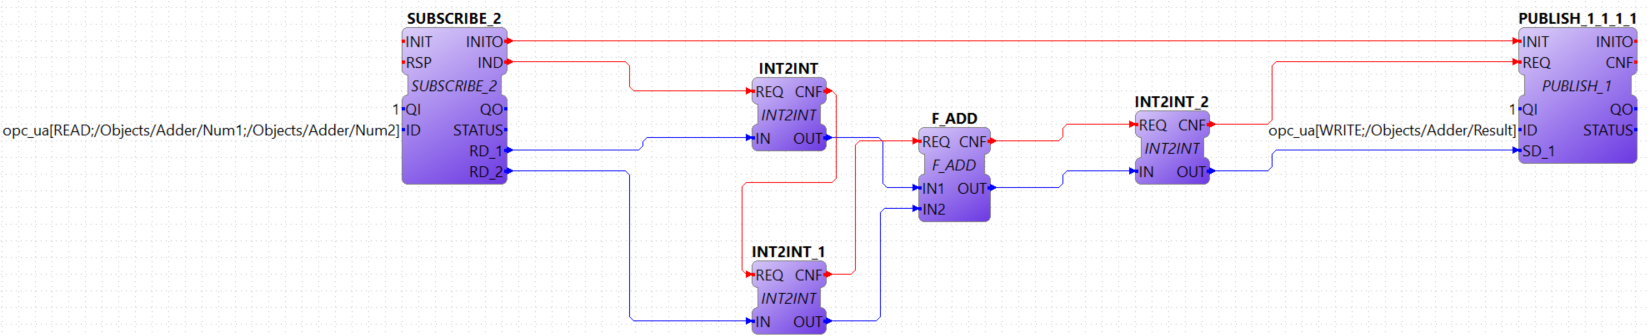 SUBSCRIBE_2
INIT INITO
RSP IND
SUBSCRIBE_2
1 QI QO
opc_ua[READ;/Objects/Adder/Num1;/Objects/Adder/Num2] ID STATUS
RD_1
RD_2
INT2INT
REQ CNF
INT2INT
IN OUT
INT2INT_1
REQ CNF
INT2INT
IN OUT
F_ADD
REQ CNF
F_ADD
IN1 OUT
IN2
INT2INT_2
REQ CNF
INT2INT
IN OUT
PUBLISH_1_1_1_1
INIT INITO
REQ CNF
PUBLISH_1
1 QI QO
opc_ua[WRITE;/Objects/Adder/Result] ID STATUS
SD_1